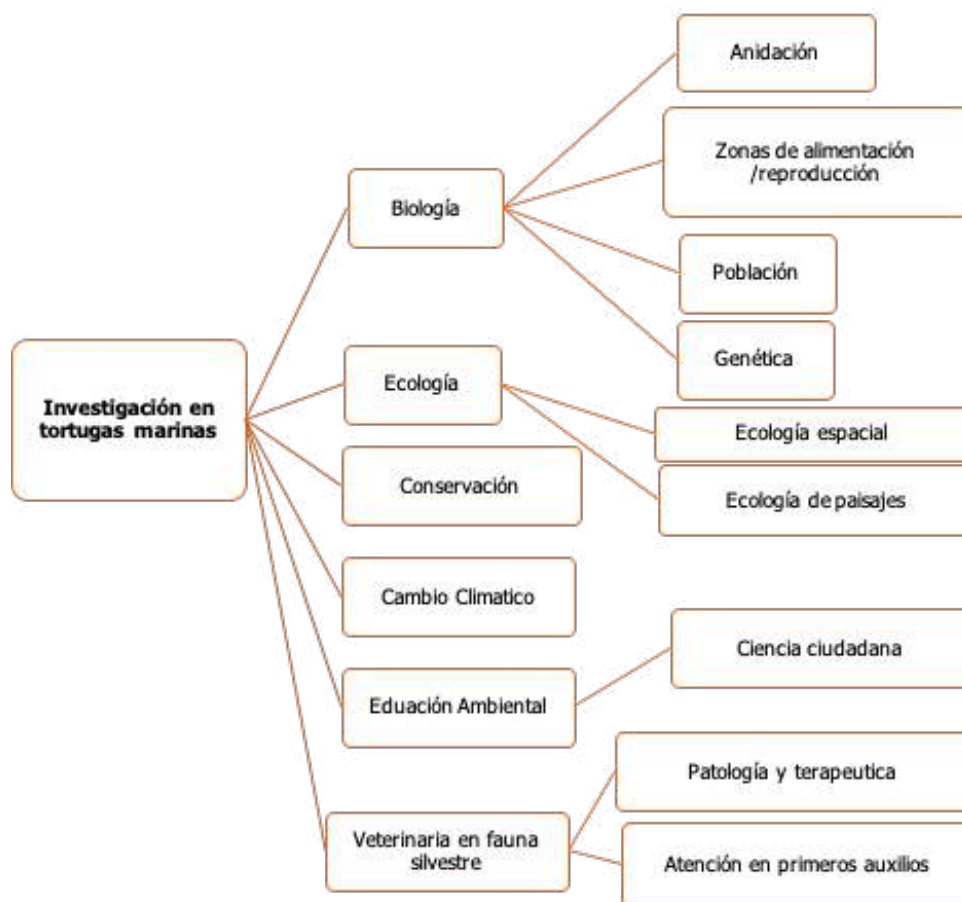 Investigación en
tortugas marinas
Biología
Anidación
Zonas de alimentación
/reproducción
Población
Genética
Ecología
Ecología espacial
Ecología de paisajes
Conservación
Cambio Climatico
Eduación Ambiental
Ciencia ciudadana
Veterinaria en fauna
silvestre
Patología y terapeutica
Atención en primeros auxilios